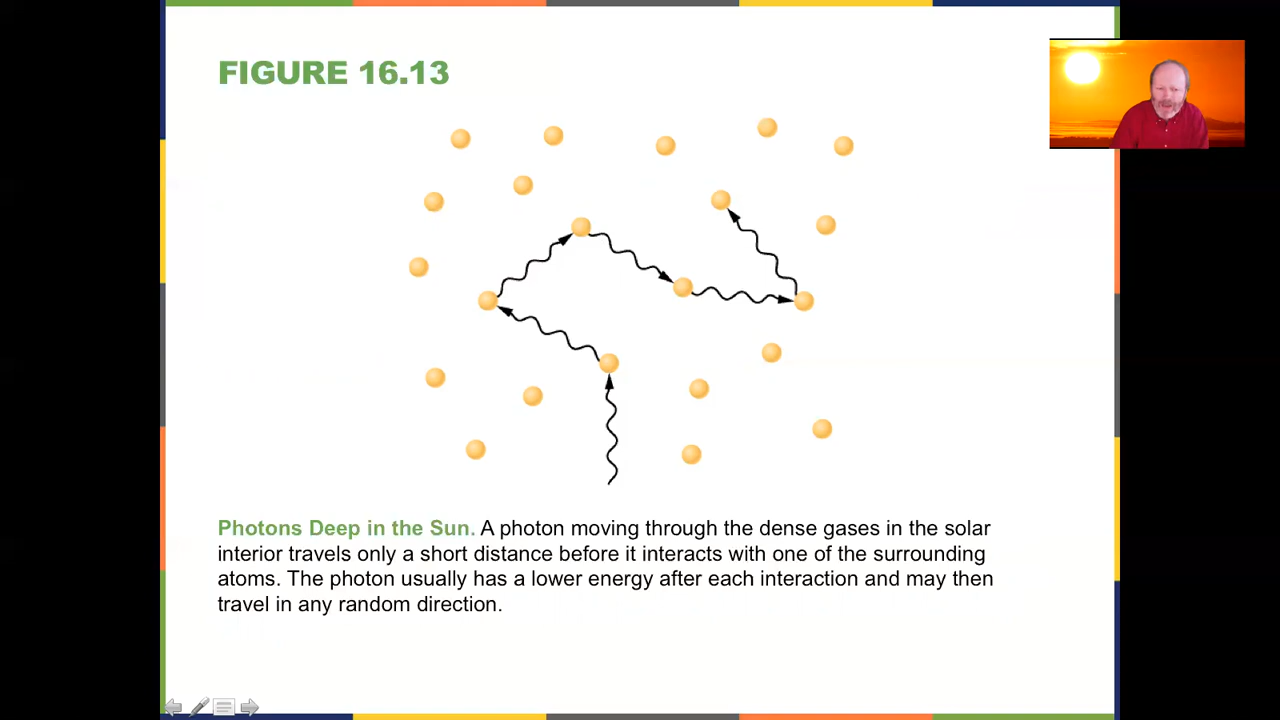 FIGURE 16.13
Photons Deep in the Sun. A photon moving through the dense gases in the solar
interior travels only a short distance before it interacts with one of the surrounding
atoms. The photon usually has a lower energy after each interaction and may then
travel in any random direction.